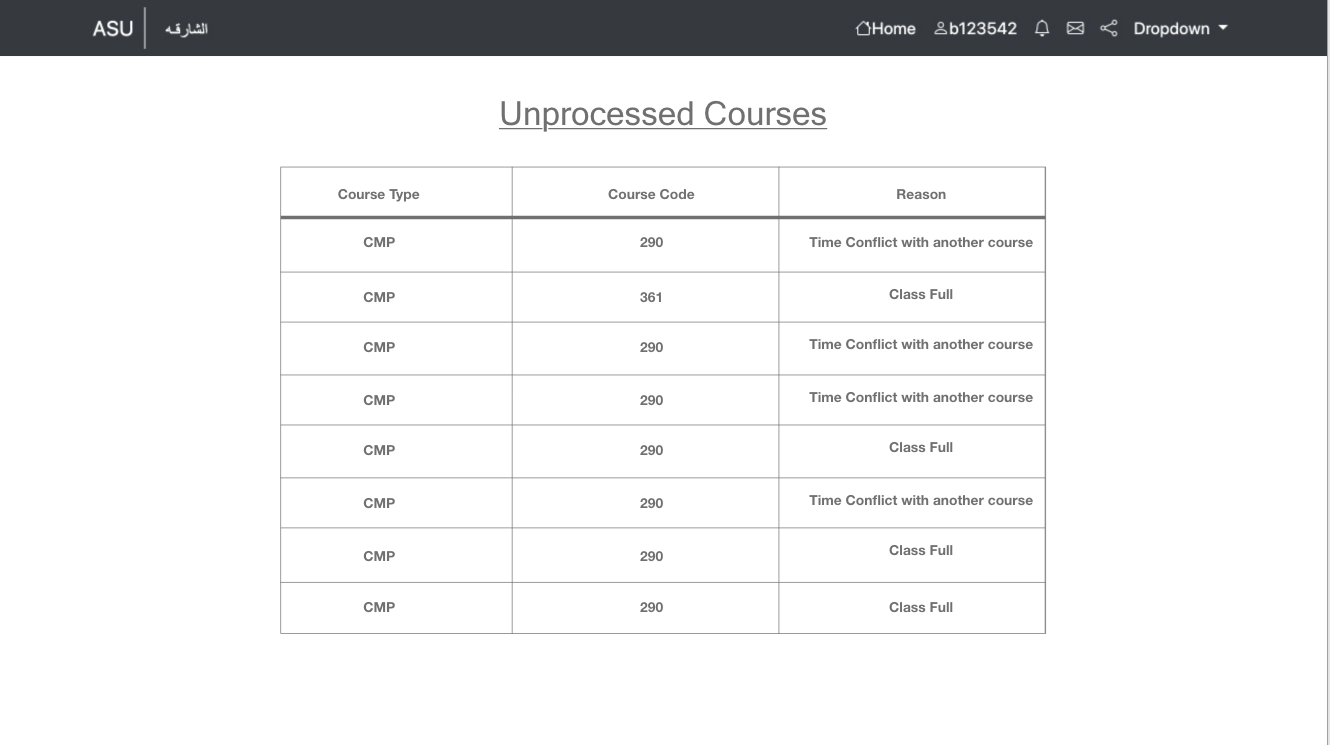 ASU الشارقـه Home b123542 Dropdown
Unprocessed Courses
Course Type Course Code Reason
CMP 290 Time Conflict with another course
CMP 361 Class Full
CMP 290 Time Conflict with another course
CMP 290 Time Conflict with another course
CMP 290 Class Full
CMP 290 Time Conflict with another course
CMP 290 Class Full
CMP 290 Class Full